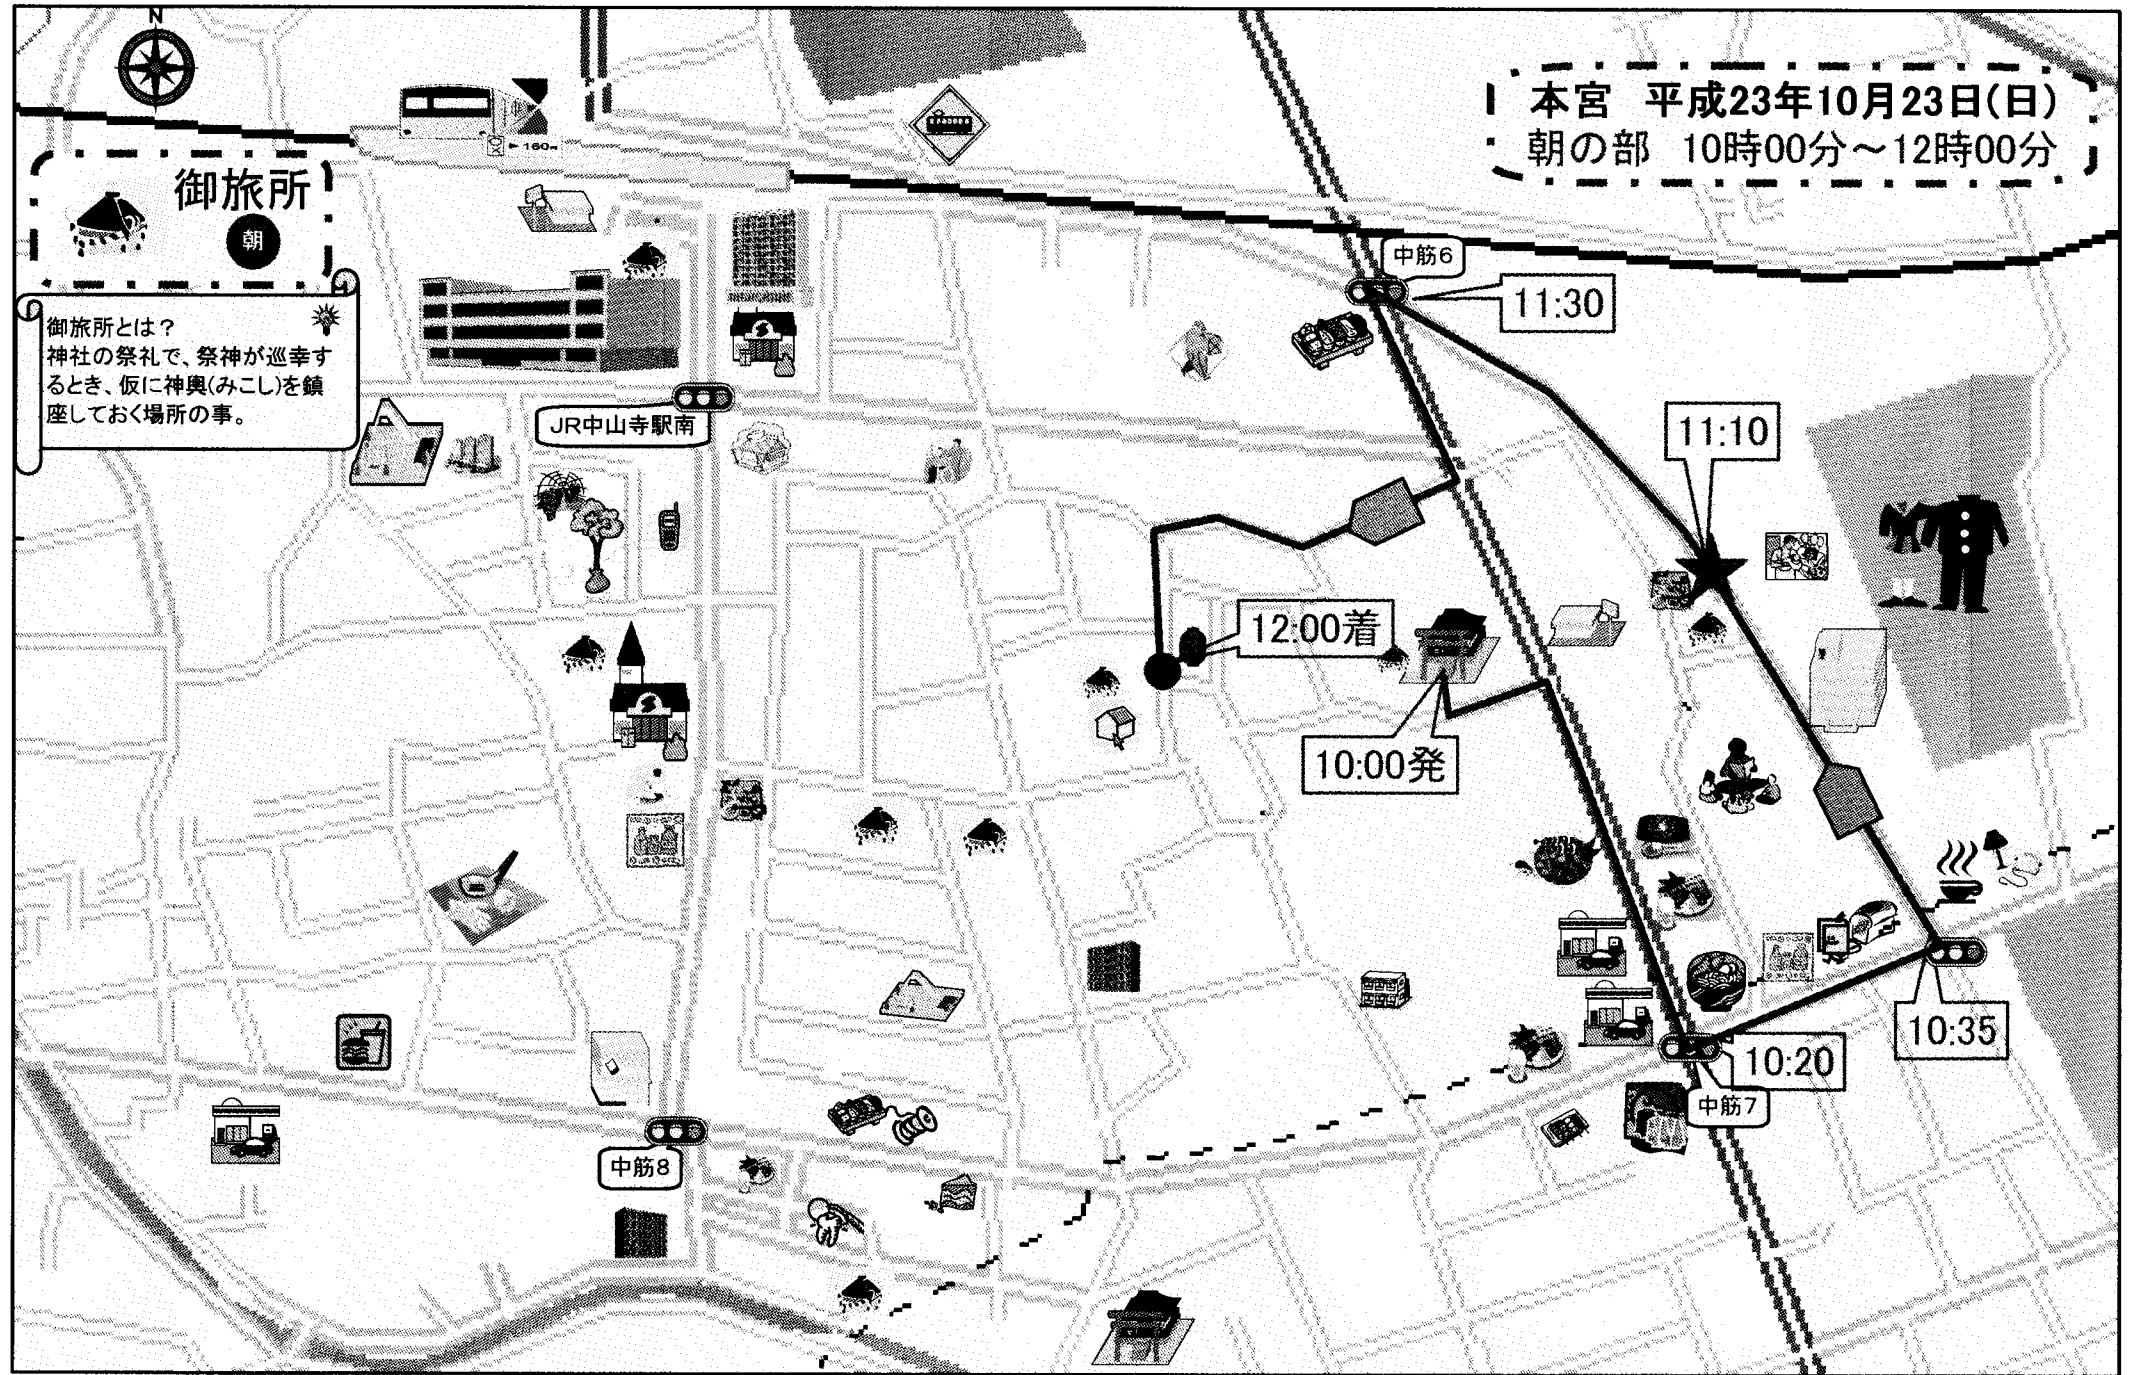 N
本宮 平成23年10月23日(日)
朝の部 10時00分～12時00分
160m
御旅所
朝
御旅所とは？
神社の祭礼で、祭神が巡幸す
るとき、仮に神輿(みこし)を鎮
座しておく場所の事。
中筋6
11:30
JR中山寺駅南
11:10
12:00着
10:00発
10:35
10:20
中筋7
中筋8